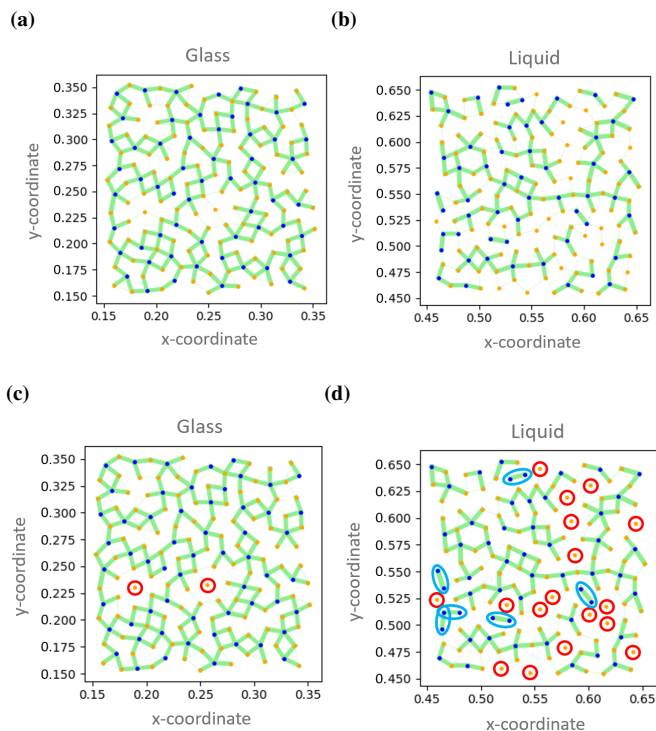 (a)
Glass
y-coordinate
0.350
0.325
0.300
0.275
0.250
0.225
0.200
0.175
0.150
0.15 0.20 0.25 0.30 0.35
x-coordinate
(b)
Liquid
y-coordinate
0.650
0.625
0.600
0.575
0.550
0.525
0.500
0.475
0.450
0.45 0.50 0.55 0.60 0.65
x-coordinate
(c)
Glass
y-coordinate
0.350
0.325
0.300
0.275
0.250
0.225
0.200
0.175
0.150
0.15 0.20 0.25 0.30 0.35
x-coordinate
(d)
Liquid
y-coordinate
0.650
0.625
0.600
0.575
0.550
0.525
0.500
0.475
0.450
0.45 0.50 0.55 0.60 0.65
x-coordinate